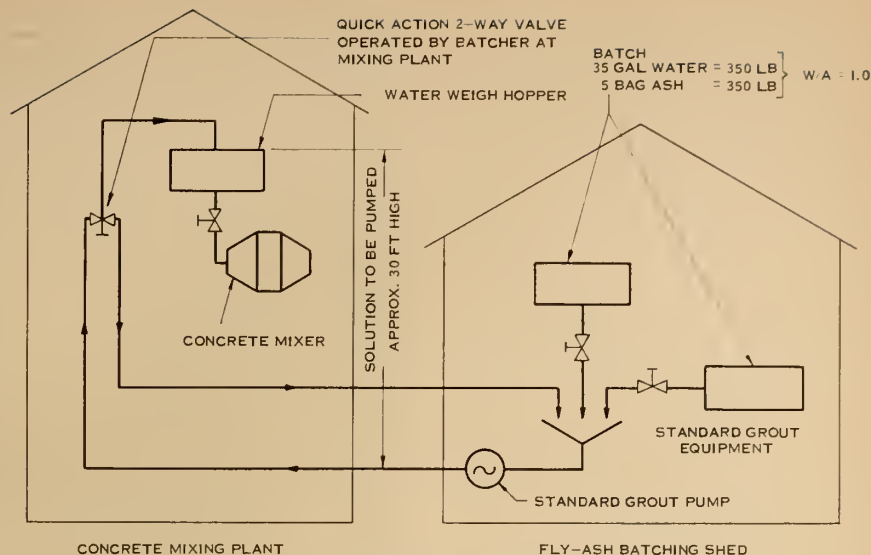 QUICK ACTION 2-WAY VALVE
OPERATED BY BATCHER AT
MIXING PLANT
WATER WEIGH HOPPER
BATCH
35 GAL WATER = 350 LB
5 BAG ASH = 350 LB
W/A = 1.0
SOLUTION TO BE PUMPED
APPROX. 30 FT HIGH
CONCRETE MIXER
STANDARD GROUT
EQUIPMENT
STANDARD GROUT PUMP
CONCRETE MIXING PLANT
FLY-ASH BATCHING SHED